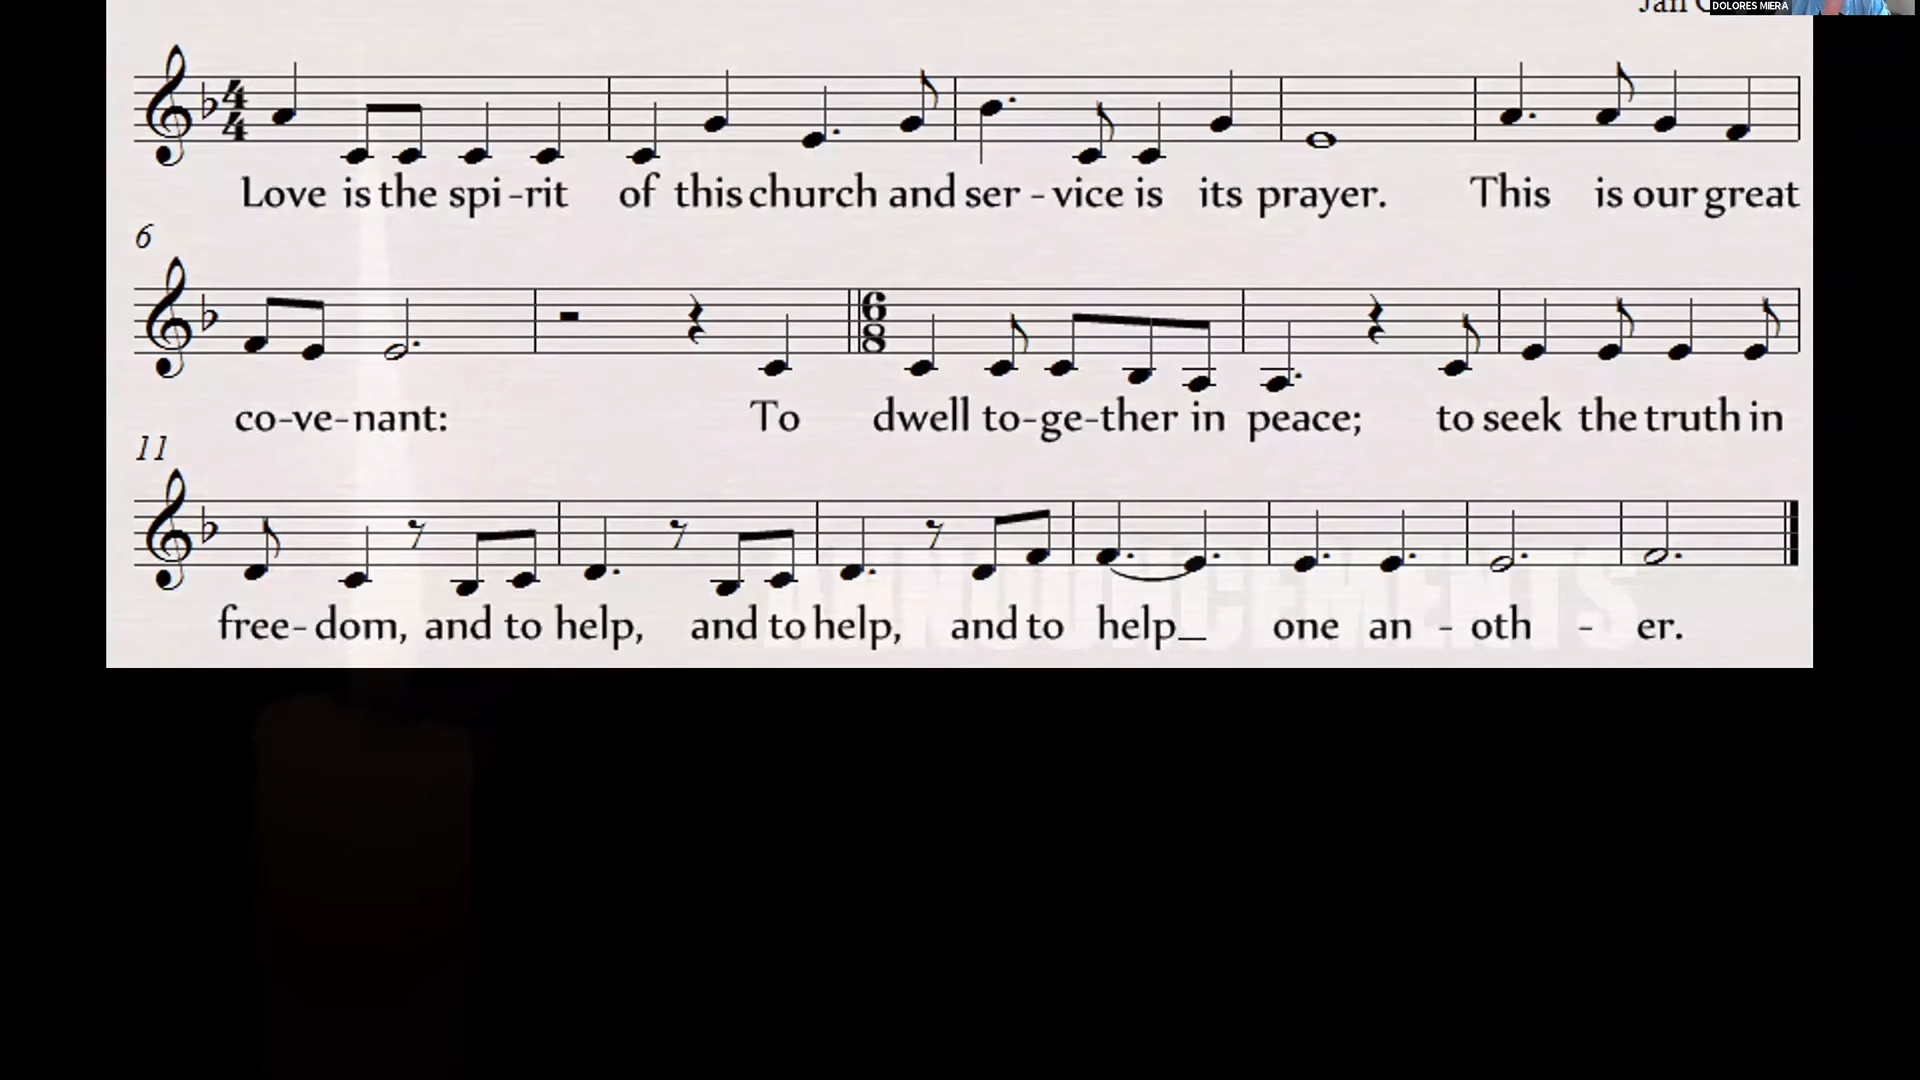 DOLORES MIERA
Jan
Love is the spi-rit of this church and ser-vice is its prayer. This is our great
6
co-ve-nant: To dwell to-ge-ther in peace; to seek the truth in
11
free-dom, and to help, and to help, and to help_ one an - oth - er.
ANNOUNCEMENTS